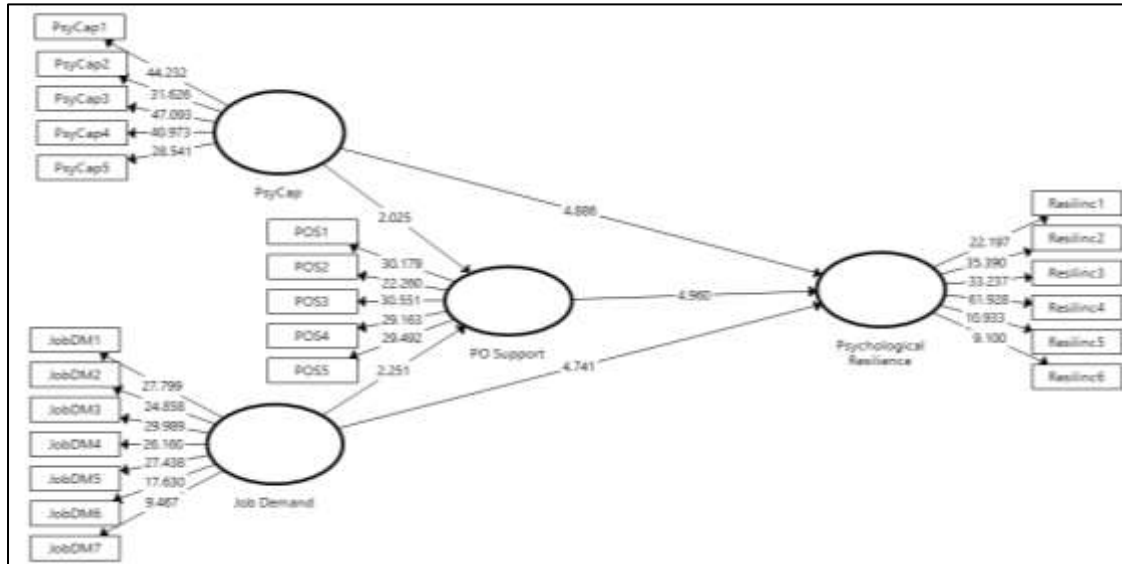 PsyCap1
44.232
PsyCap2
31.626
PsyCap3
47.093
PsyCap4
40.973
PsyCap5
28.541
PsyCap
4.886
2.025
POS1
30.179
POS2
22.260
POS3
30.551
POS4
29.163
POS5
29.492
PO Support
4.960
2.251
4.741
JobDM1
27.799
JobDM2
24.858
JobDM3
29.989
JobDM4
26.160
JobDM5
27.438
JobDM6
17.630
JobDM7
9.467
Job Demand
Psychological
Resiliance
Resilinc1
22.197
Resilinc2
35.390
Resilinc3
33.237
Resilinc4
61.928
Resilinc5
Resilinc6
9.100